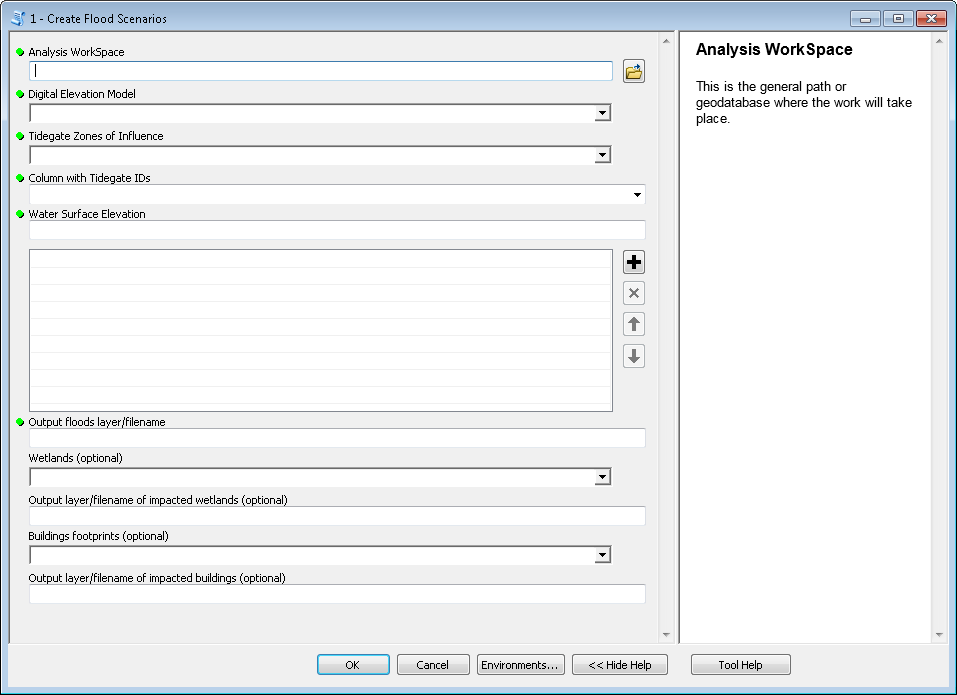 1 - Create Flood Scenarios
Analysis WorkSpace
Digital Elevation Model
Tidegate Zones of Influence
Column with Tidegate IDs
Water Surface Elevation
Output floods layer/filename
Wetlands (optional)
Output layer/filename of impacted wetlands (optional)
Buildings footprints (optional)
Output layer/filename of impacted buildings (optional)
Analysis WorkSpace
This is the general path or
geodatabase where the work will take
place.
OK
Cancel
Environments...
<< Hide Help
Tool Help